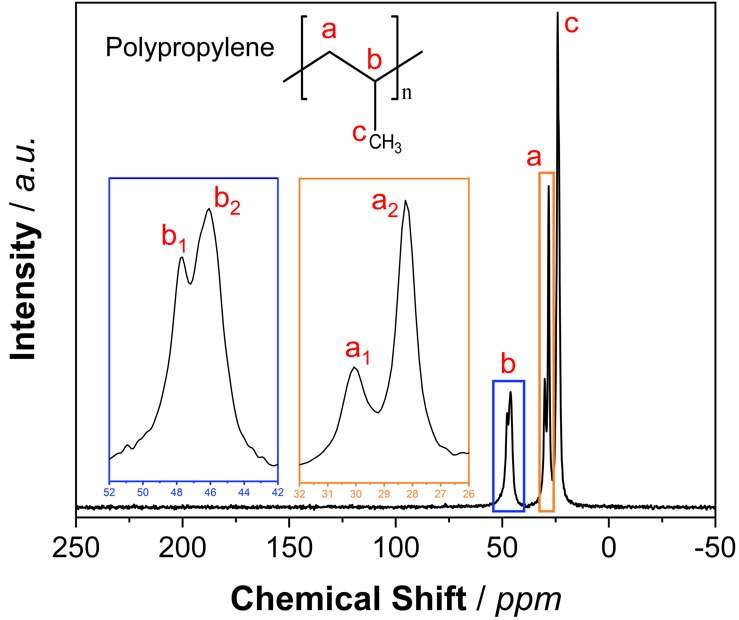 Polypropylene
a
b
n
c
CH3
c
a
b1
b2
a2
a1
b
52 50 48 46 44 42
32 31 30 29 28 27 26
250 200 150 100 50 0 -50
Chemical Shift / ppm
Intensity / a.u.